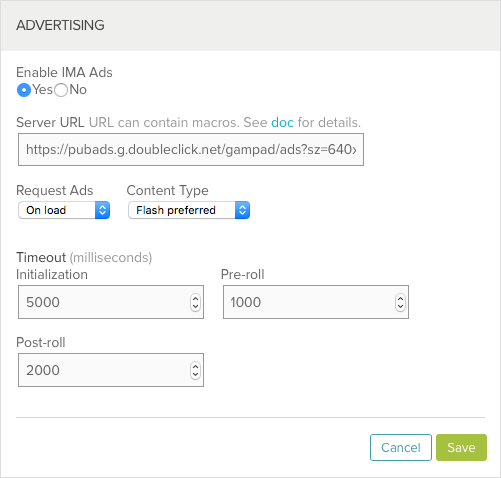 ADVERTISING
Enable IMA Ads
Yes No
Server URL URL can contain macros. See doc for details.
https://pubads.g.doubleclick.net/gampad/ads?sz=640x
Request Ads Content Type
On load Flash preferred
Timeout (milliseconds)
Initialization Pre-roll
5000 1000
Post-roll
2000
Cancel Save